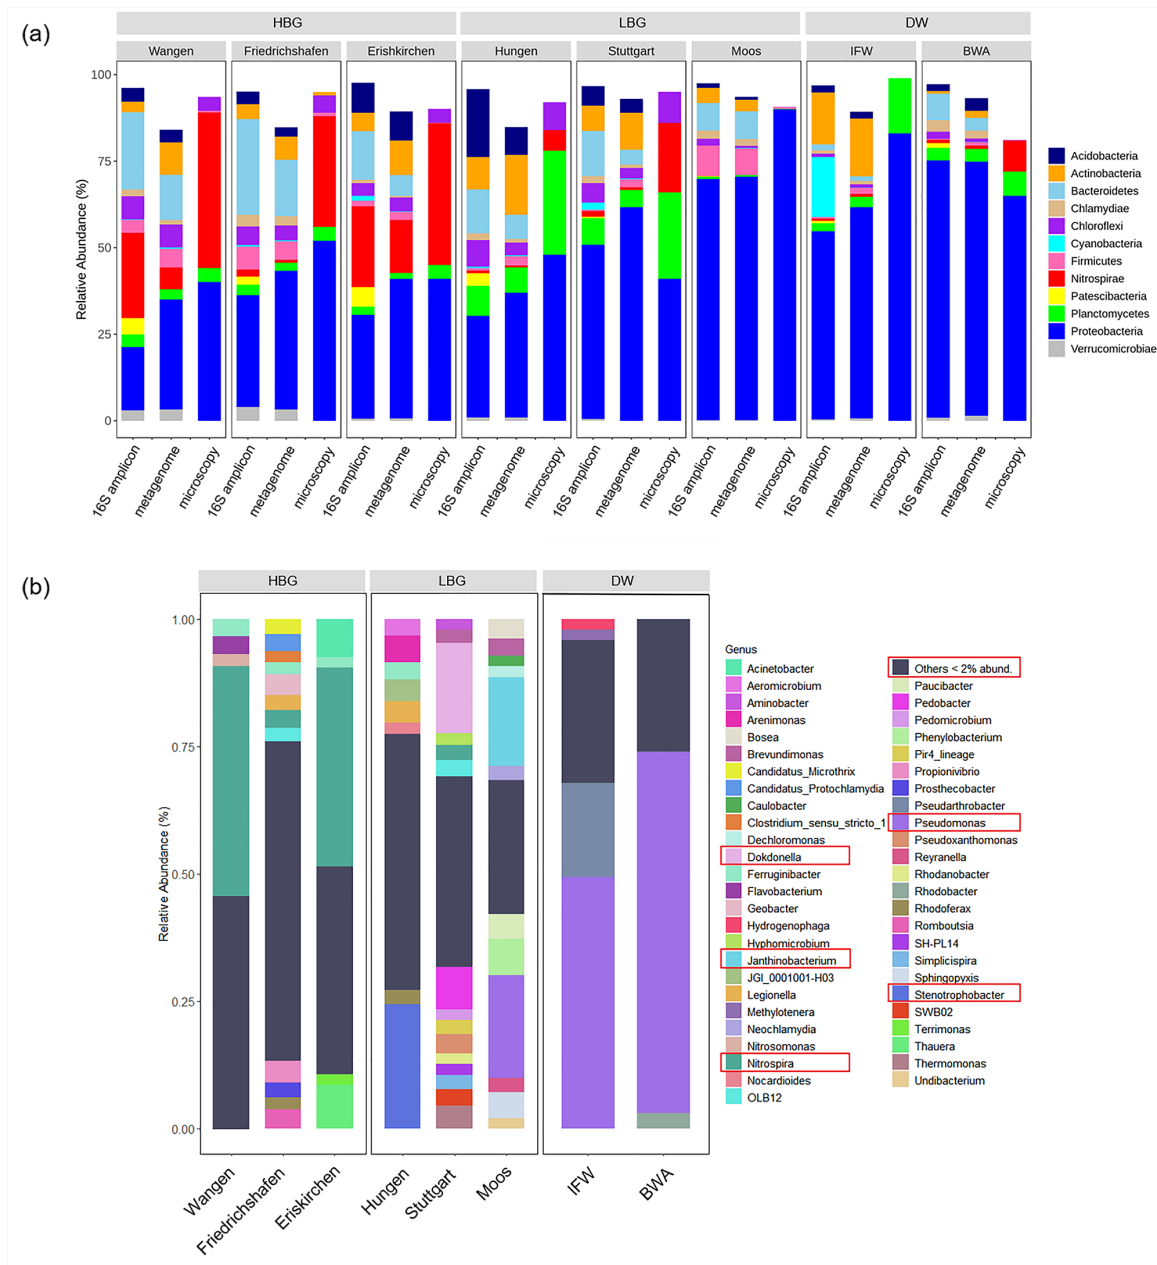 (a)
HBG LBG DW
Wangen Friedrichshafen Erishkirchen Hungen Stuttgart Moos IFW BWA
Relative Abundance (%)
100
75
50
25
0
16S amplicon metagenome microscopy 16S amplicon metagenome microscopy 16S amplicon metagenome microscopy 16S amplicon metagenome microscopy 16S amplicon metagenome microscopy 16S amplicon metagenome microscopy 16S amplicon metagenome microscopy 16S amplicon metagenome microscopy
Acidobacteria
Actinobacteria
Bacteroidetes
Chlamydiae
Chloroflexi
Cyanobacteria
Firmicutes
Nitrospirae
Patescibacteria
Planctomycetes
Proteobacteria
Verrucomicrobiae
(b)
HBG LBG DW
Relative Abundance (%)
1.00
0.75
0.50
0.25
0.00
Wangen Friedrichshafen Eriskirchen Hungen Stuttgart Moos IFW BWA
Genus
Acinetobacter
Aeromicrobium
Aminobacter
Arenimonas
Bosea
Brevundimonas
Candidatus_Microthrix
Candidatus_Protochlamydia
Caulobacter
Clostridium_sensu_stricto_1
Dechloromonas
Dokdonella
Ferruginibacter
Flavobacterium
Geobacter
Hydrogenophaga
Hyphomicrobium
Janthinobacterium
JGI_0001001-H03
Legionella
Methylotenera
Neochlamydia
Nitrosomonas
Nitrospira
Nocardioides
OLB12
Others < 2% abund.
Paucibacter
Pedobacter
Pedomicrobium
Phenylobacterium
Pir4_lineage
Propionivibrio
Prosthecobacter
Pseudarthrobacter
Pseudomonas
Pseudoxanthomonas
Reyranella
Rhodanobacter
Rhodobacter
Rhodoferax
Romboutsia
SH-PL14
Simplicispira
Sphingopyxis
Stenotrophobacter
SWB02
Terrimonas
Thauera
Thermomonas
Undibacterium